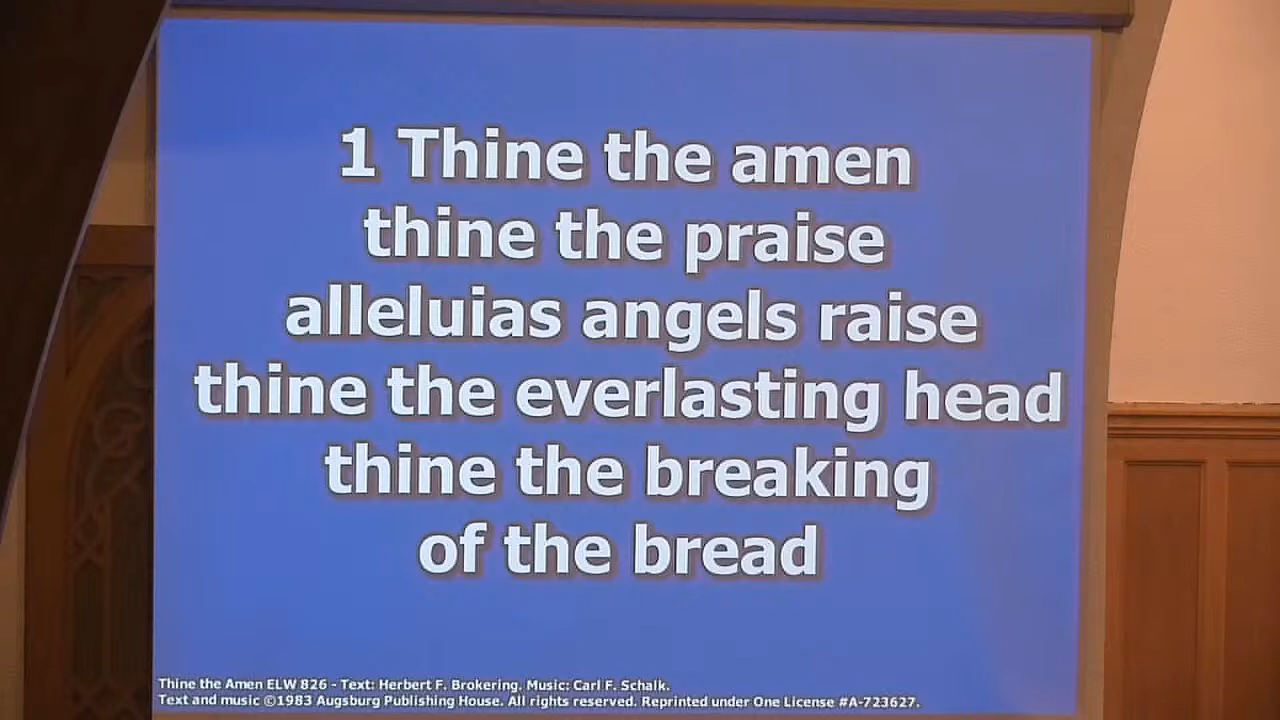 1 Thine the amen
thine the praise
alleluias angels raise
thine the everlasting head
thine the breaking
of the bread
Thine the Amen ELW 826 - Text: Herbert F. Brokering. Music: Carl F. Schalk.
Text and music ©1983 Augsburg Publishing House. All rights reserved. Reprinted under One License #A-723627.